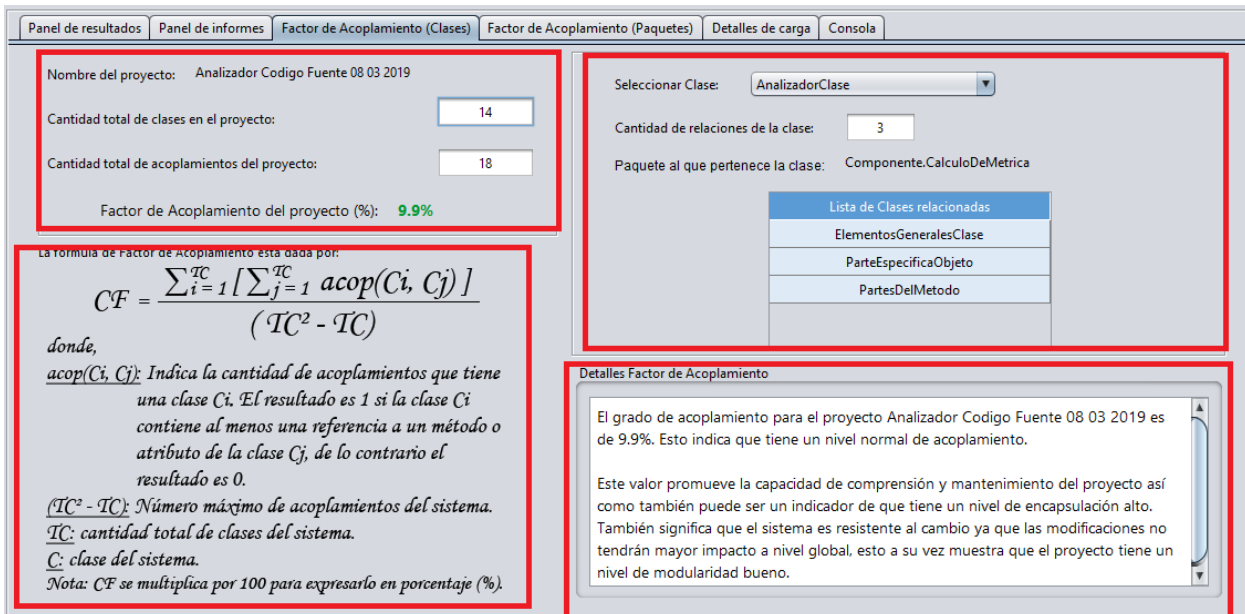 Panel de resultados
Panel de informes
Factor de Acoplamiento (Clases)
Factor de Acoplamiento (Paquetes)
Detalles de carga
Consola
Nombre del proyecto: Analizador Codigo Fuente 08 03 2019
Cantidad total de clases en el proyecto: 14
Cantidad total de acoplamientos del proyecto: 18
Factor de Acoplamiento del proyecto (%): 9.9%
La fórmula de Factor de Acoplamiento esta dada por:
CF = ∑ᵢ₌₁ᵀᶜ [ ∑ⱼ₌₁ᵀᶜ acop(Ci, Cj) ]
( TC² - TC)
donde,
acop(Ci, Cj): Indica la cantidad de acoplamientos que tiene
una clase Ci. El resultado es 1 si la clase Ci
contiene al menos una referencia a un método o
atributo de la clase Cj, de lo contrario el
resultado es 0.
(TC² - TC): Número máximo de acoplamientos del sistema.
TC: cantidad total de clases del sistema.
C: clase del sistema.
Nota: CF se multiplica por 100 para expresarlo en porcentaje (%).
Seleccionar Clase: AnalizadorClase
Cantidad de relaciones de la clase: 3
Paquete al que pertenece la clase: Componente.CalculoDeMetrica
Lista de Clases relacionadas
ElementosGeneralesClase
ParteEspecificaObjeto
PartesDelMetodo
Detalles Factor de Acoplamiento
El grado de acoplamiento para el proyecto Analizador Codigo Fuente 08 03 2019 es
de 9.9%. Esto indica que tiene un nivel normal de acoplamiento.
Este valor promueve la capacidad de comprensión y mantenimiento del proyecto así
como también puede ser un indicador de que tiene un nivel de encapsulación alto.
También significa que el sistema es resistente al cambio ya que las modificaciones no
tendrán mayor impacto a nivel global, esto a su vez muestra que el proyecto tiene un
nivel de modularidad bueno.